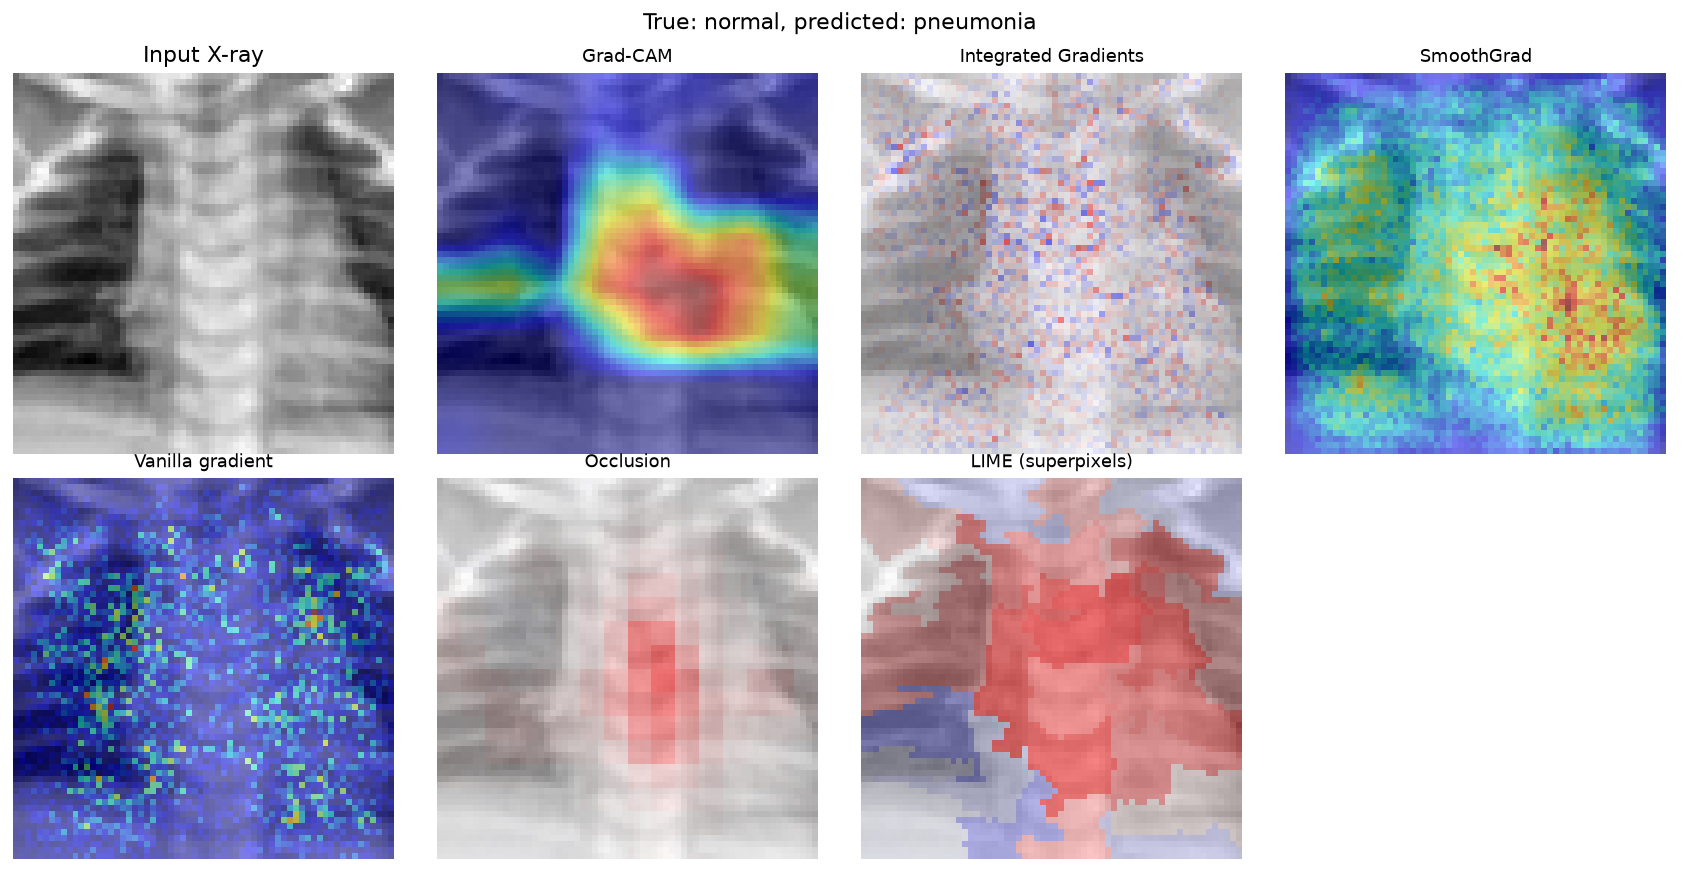 True: normal, predicted: pneumonia
Input X-ray
Grad-CAM
Integrated Gradients
SmoothGrad
Vanilla gradient
Occlusion
LIME (superpixels)